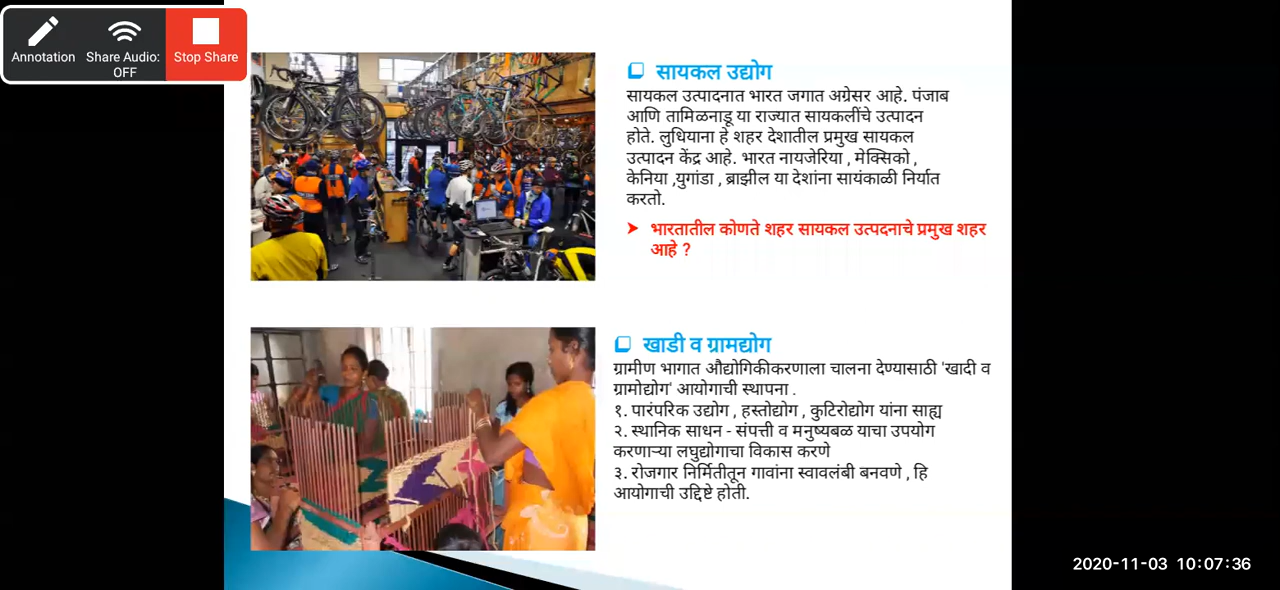 Annotation
Share Audio:
OFF
Stop Share
सायकल उद्योग
सायकल उत्पादनात भारत जगात अग्रेसर आहे. पंजाब
आणि तामिळनाडू या राज्यात सायकलींचे उत्पादन
होते. लुधियाना हे शहर देशातील प्रमुख सायकल
उत्पादन केंद्र आहे. भारत नायजेरिया , मेक्सिको ,
केनिया ,युगांडा , ब्राझील या देशांना सायंकाळी निर्यात
करतो.
भारतातील कोणते शहर सायकल उत्पदनाचे प्रमुख शहर
आहे ?
खाडी व ग्रामद्योग
ग्रामीण भागात औद्योगिकीकरणाला चालना देण्यासाठी 'खादी व
ग्रामोद्योग' आयोगाची स्थापना .
१. पारंपरिक उद्योग , हस्तोद्योग , कुटिरोद्योग यांना साह्य
२. स्थानिक साधन - संपत्ती व मनुष्यबळ याचा उपयोग
करणाऱ्या लघुद्योगाचा विकास करणे
३. रोजगार निर्मितीतून गावांना स्वावलंबी बनवणे , हि
आयोगाची उद्दिष्टे होती.
2020-11-03 10:07:36